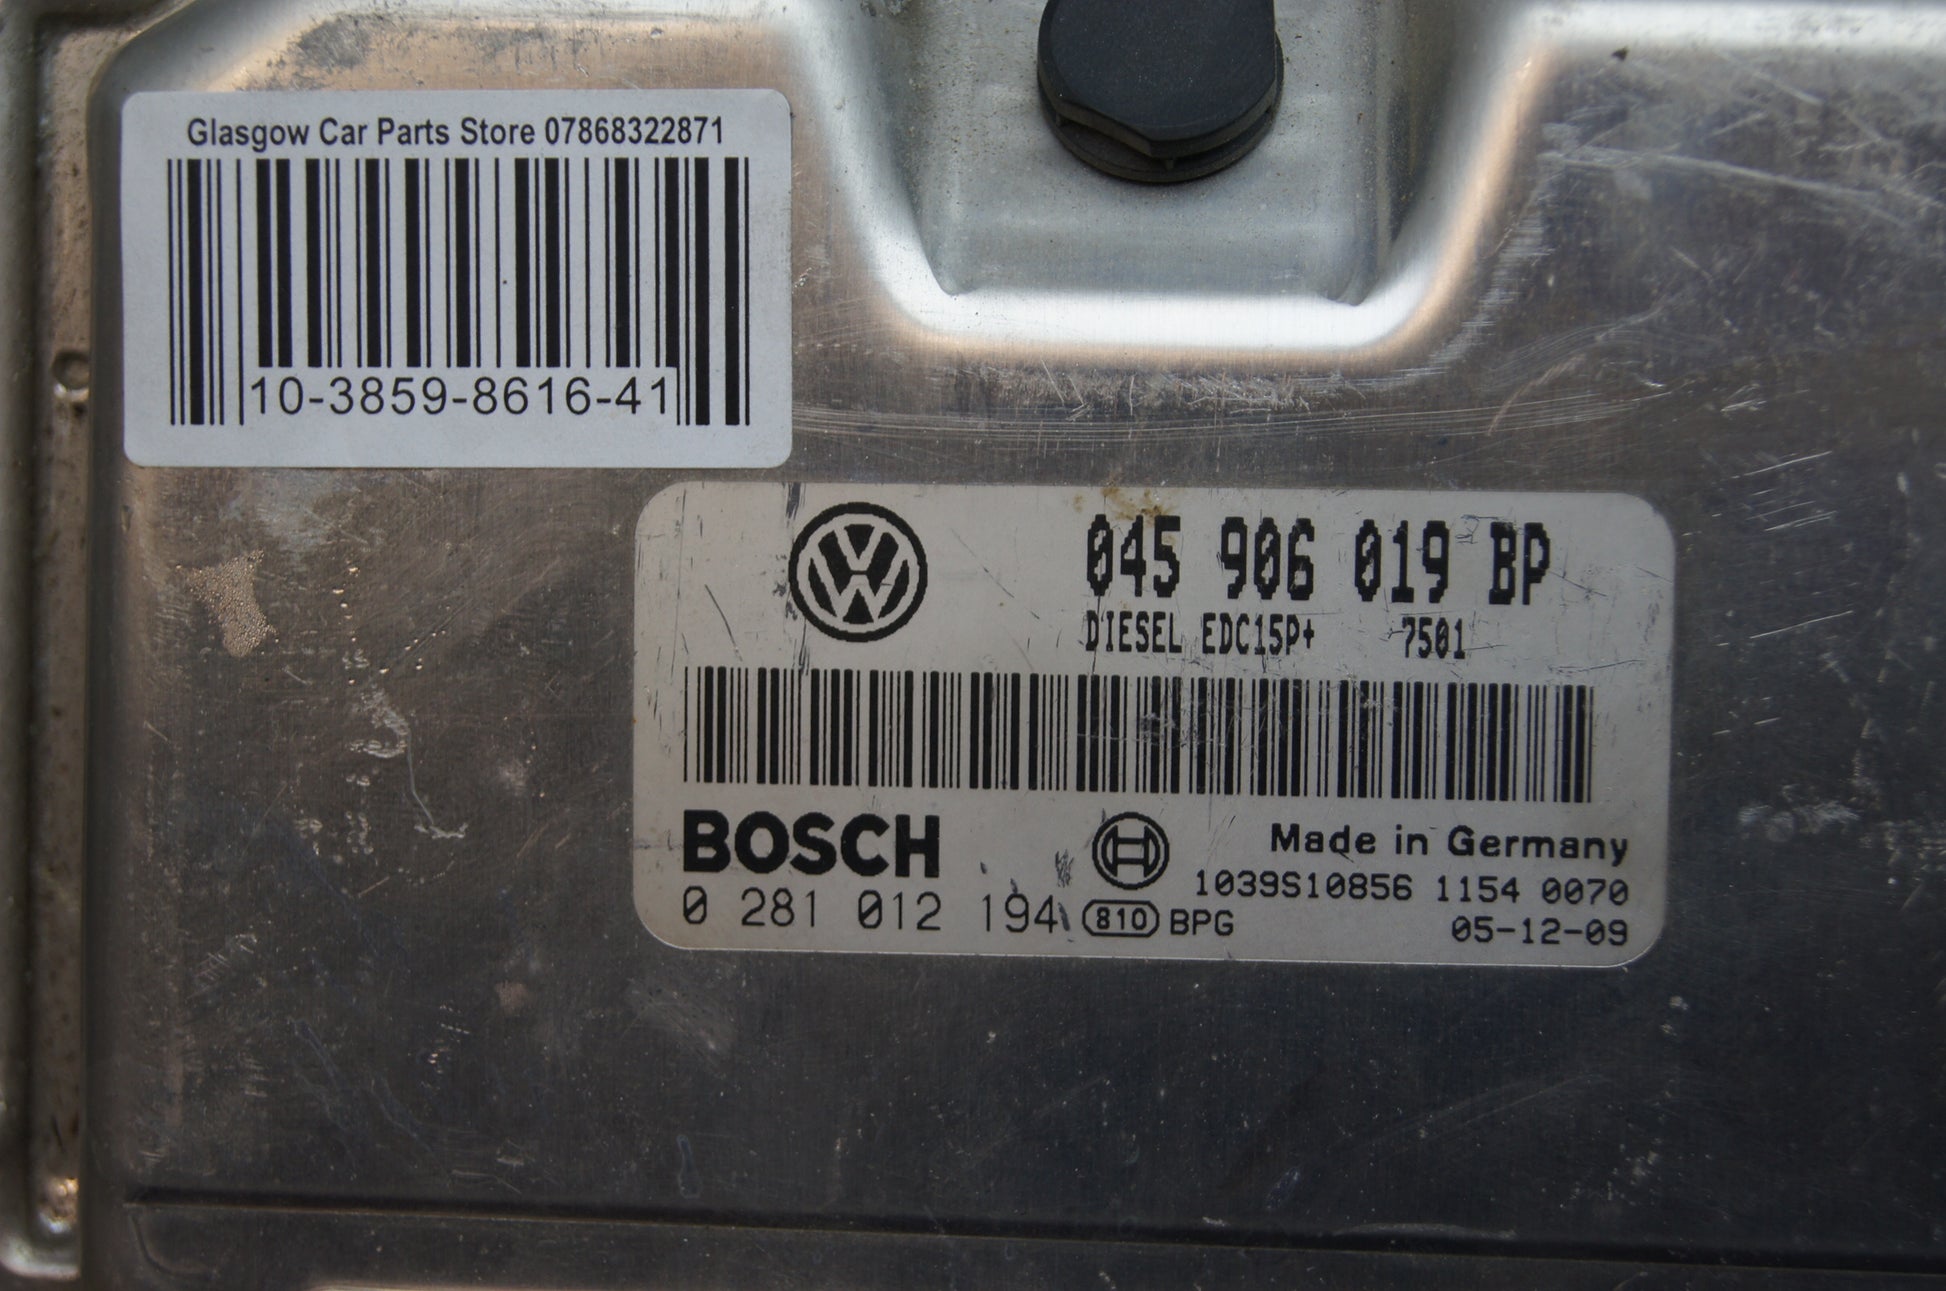 Glasgow Car Parts Store 07868322871
10-3859-8616-41
045 906 019 BP
DIESEL EDC15P+ 7501
BOSCH
Made in Germany
1039S10856 1154 0070
0 281 012 194 810 BPG
05-12-09